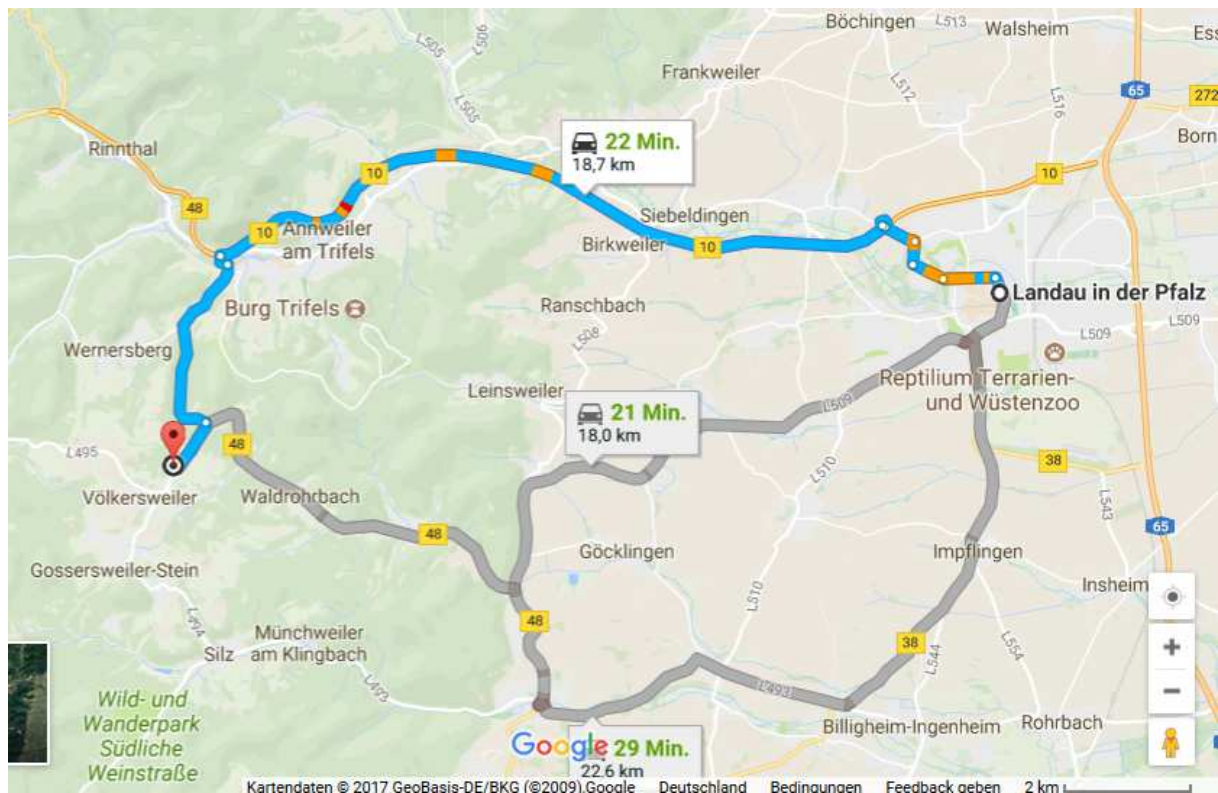 Böchingen
L513
Walsheim
Ess
L505
L506
Frankweiler
L512
65
L516
272
Rinnthal
L505
22 Min.
18,7 km
Born
10
10
48
10
Annweiler
am Trifels
Siebeldingen
Birkweiler
10
Landau in der Pfalz
Burg Trifels
Ranschbach
L509
L509
Wernersberg
L508
Leinsweiler
Reptilium Terrarien-
und Wüstenzoo
21 Min.
18,0 km
L509
L495
48
38
Völkersweiler
Waldrohrbach
L510
L543
48
65
Göcklingen
Impflingen
Gossersweiler-Stein
Insheim
L494
L510
Münchweiler
am Klingbach
48
38
L544
L554
Silz
L493
L493
Wild- und
Wanderpark
Südliche
Weinstraße
Billigheim-Ingenheim
Rohrbach
Google
29 Min.
22,6 km
Kartendaten © 2017 GeoBasis-DE/BKG (©2009),Google Deutschland Bedingungen Feedback geben 2 km